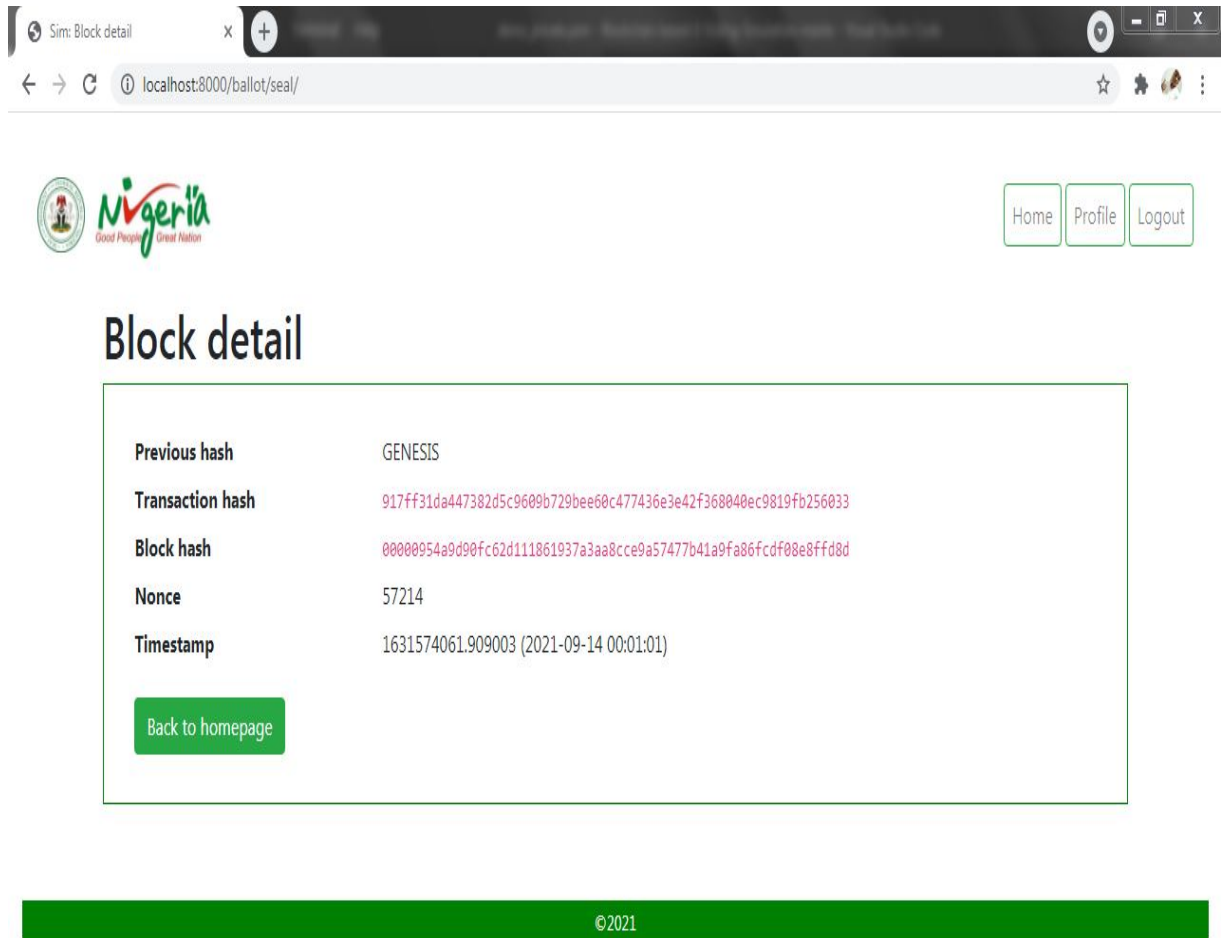 Sim: Block detail
localhost:8000/ballot/seal/
Nigeria
Good People Great Nation
Home Profile Logout
Block detail
Previous hash GENESIS
Transaction hash 917ff31da447382d5c9609b729bee60c477436e3e42f368040ec9819fb256033
Block hash 00000954a9d90fc62d111861937a3aa8cce9a57477b41a9fa86fcdf08e8ffd8d
Nonce 57214
Timestamp 1631574061.909003 (2021-09-14 00:01:01)
Back to homepage
©2021